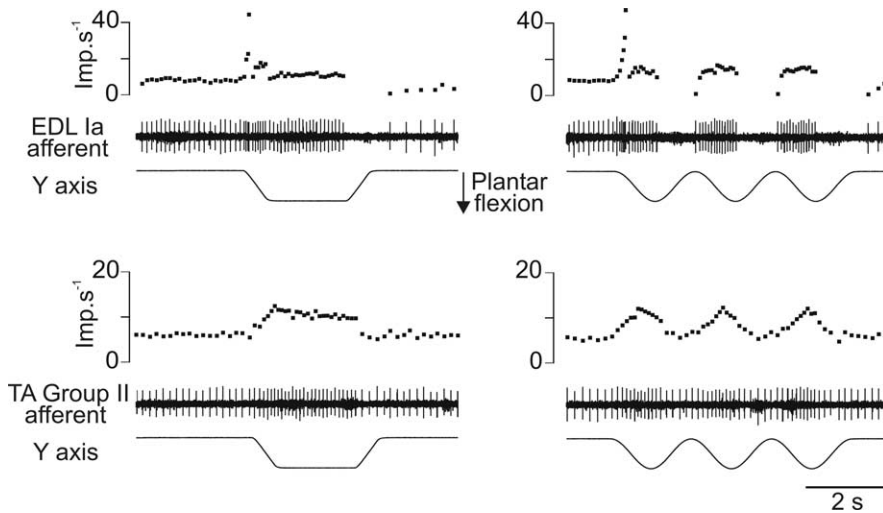 40
Imp.s⁻¹
0
40
0
EDL Ia
afferent
Y axis
Plantar
flexion
20
Imp.s⁻¹
0
20
0
TA Group II
afferent
Y axis
2 s